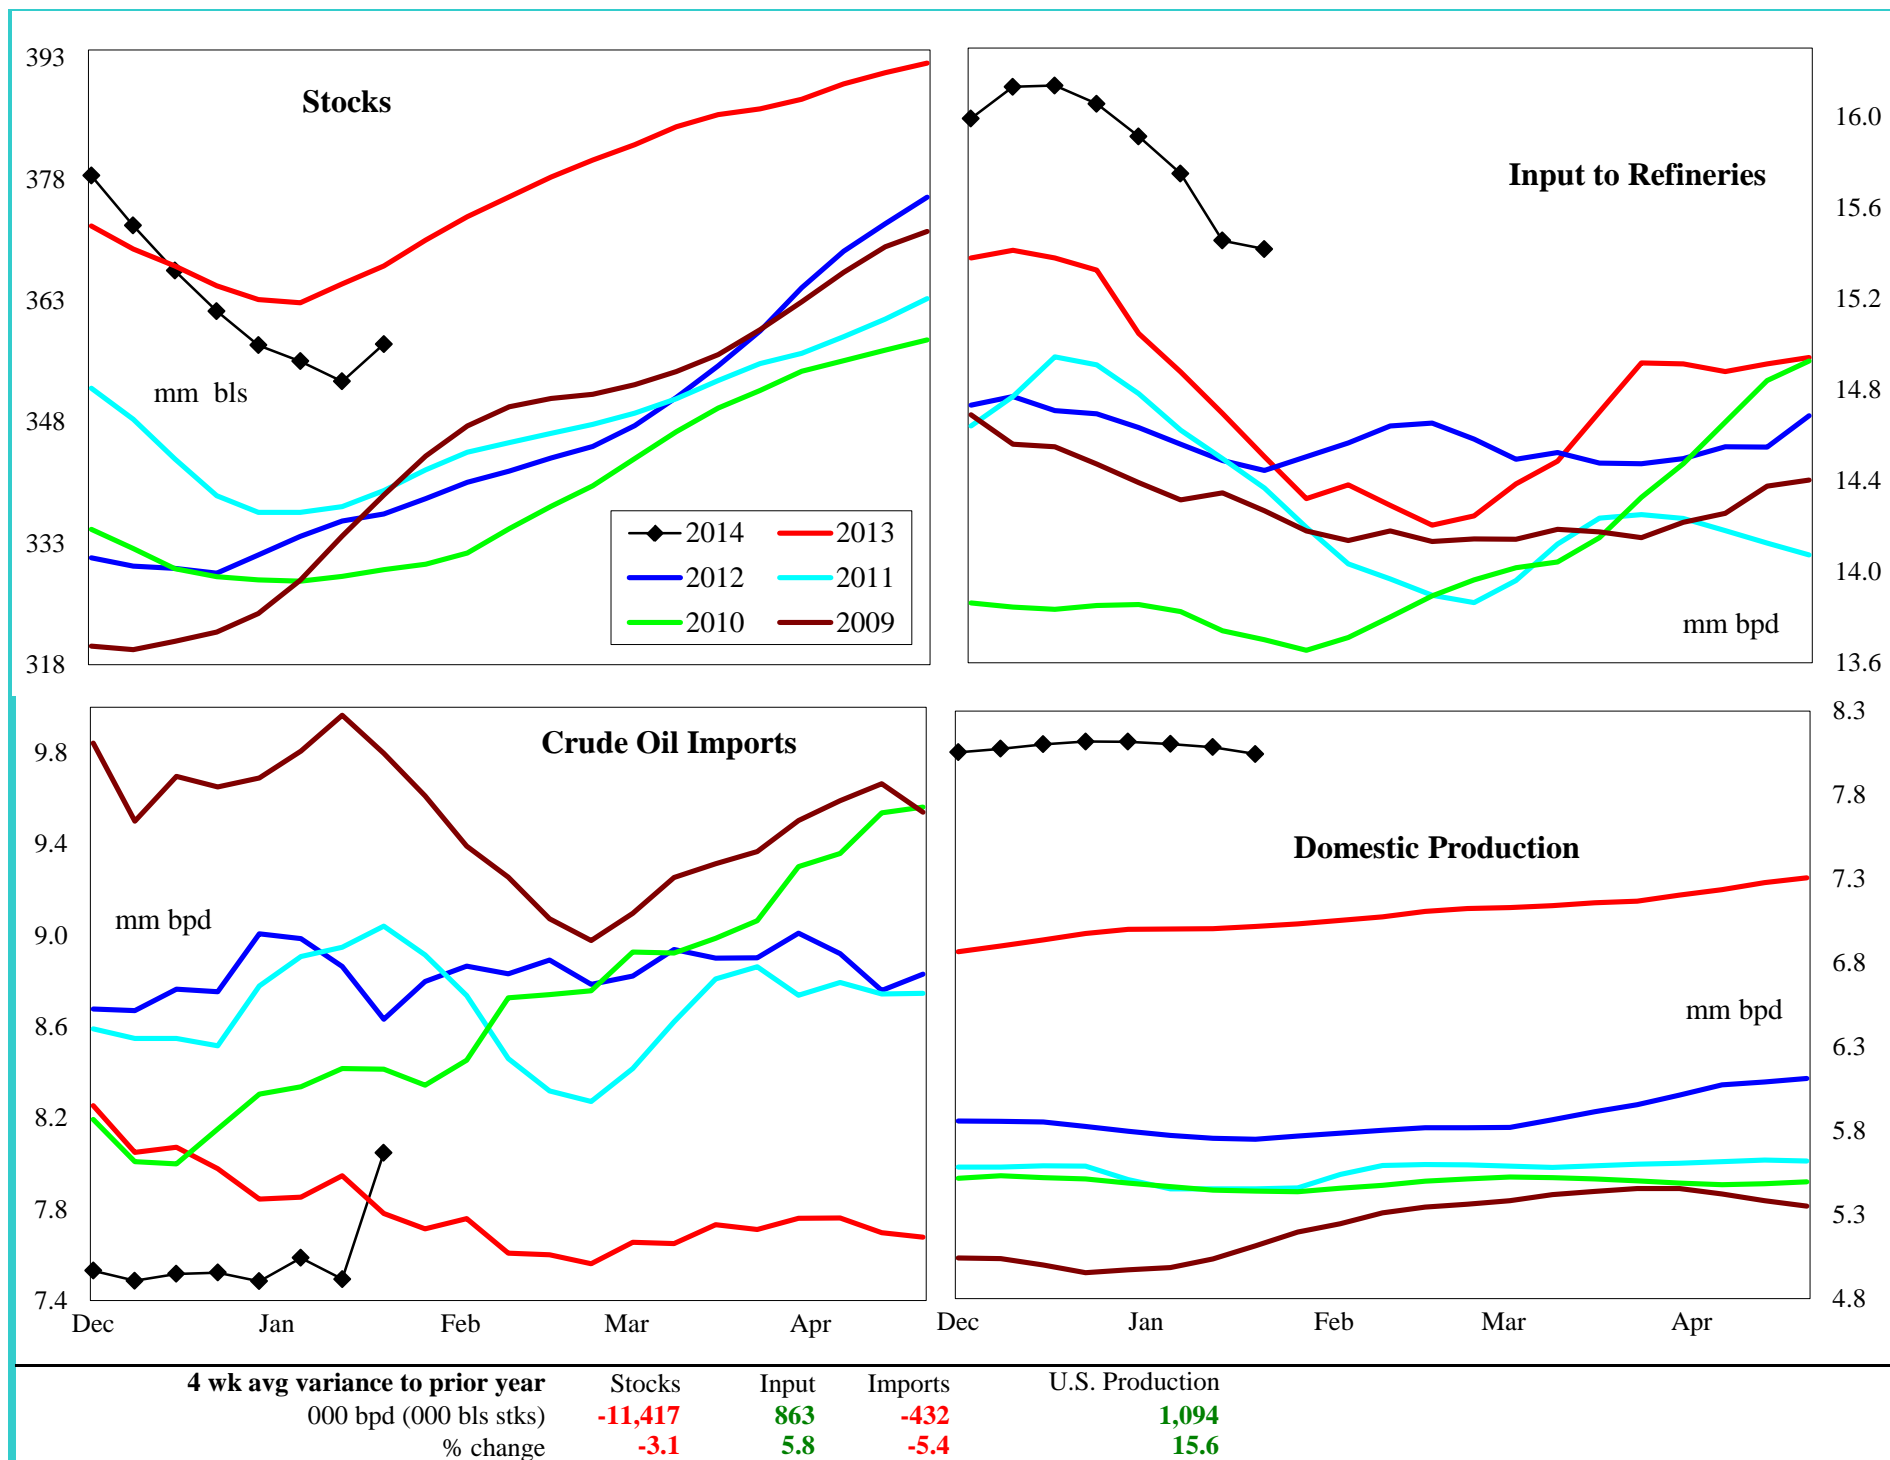 Stocks
393
378
363
348
333
318
mm bls
2014
2013
2012
2011
2010
2009
Input to Refineries
16.0
15.6
15.2
14.8
14.4
14.0
13.6
mm bpd
Crude Oil Imports
9.8
9.4
9.0
8.6
8.2
7.8
7.4
mm bpd
Dec Jan Feb Mar Apr
Domestic Production
8.3
7.8
7.3
6.8
6.3
5.8
5.3
4.8
mm bpd
Dec Jan Feb Mar Apr
4 wk avg variance to prior year Stocks Input Imports U.S. Production
000 bpd (000 bls stks) -11,417 863 -432 1,094
% change -3.1 5.8 -5.4 15.6